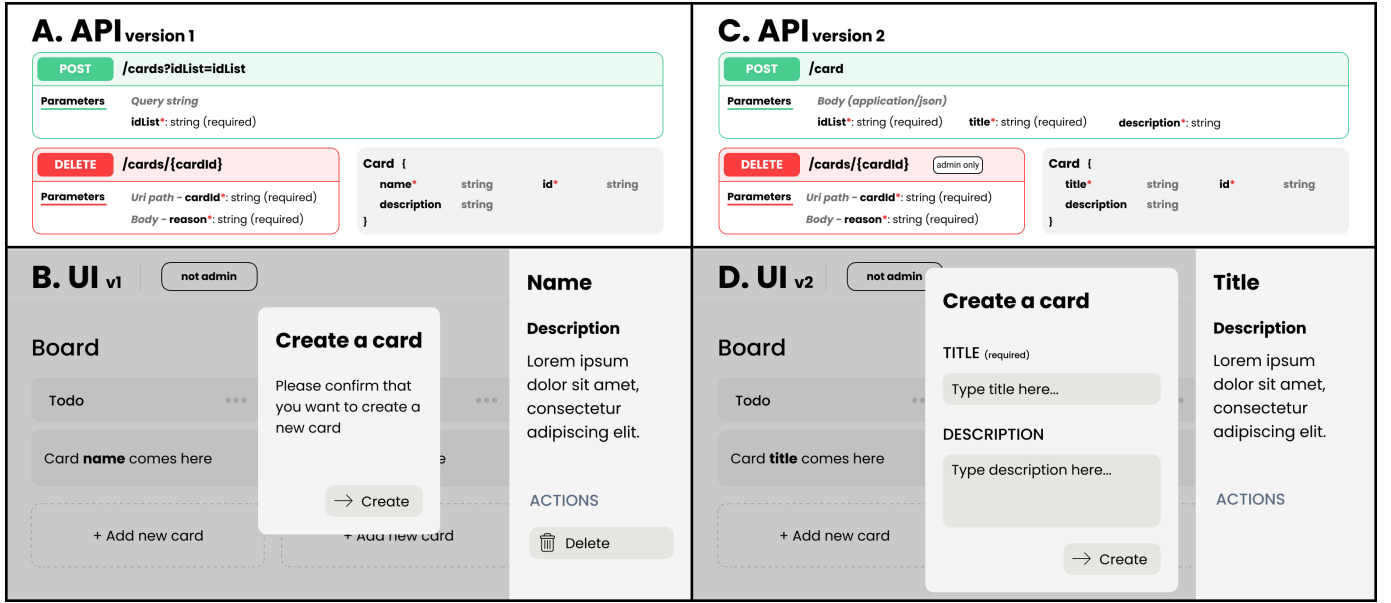 A. API version 1
POST /cards?idList=idList
Parameters Query string
idList*: string (required)
DELETE /cards/{cardId}
Parameters Uri path - cardId*: string (required)
Body - reason*: string (required)
Card {
name* string id* string
description string
}
C. API version 2
POST /card
Parameters Body (application/json)
idList*: string (required) title*: string (required) description*: string
DELETE /cards/{cardId} admin only
Parameters Uri path - cardId*: string (required)
Body - reason*: string (required)
Card {
title* string id* string
description string
}
B. UI v1 not admin
Board
Todo
Card name comes here
+ Add new card
+ Add new card
Create a card
Please confirm that
you want to create a
new card
Create
Name
Description
Lorem ipsum
dolor sit amet,
consectetur
adipiscing elit.
ACTIONS
Delete
D. UI v2 not admin
Board
Todo
Card title comes here
+ Add new card
Create a card
TITLE (required)
Type title here...
DESCRIPTION
Type description here...
Create
Title
Description
Lorem ipsum
dolor sit amet,
consectetur
adipiscing elit.
ACTIONS